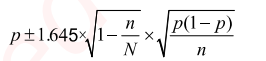 p ± 1.645 × √(1 − n/N) × √(p(1 − p)/n)